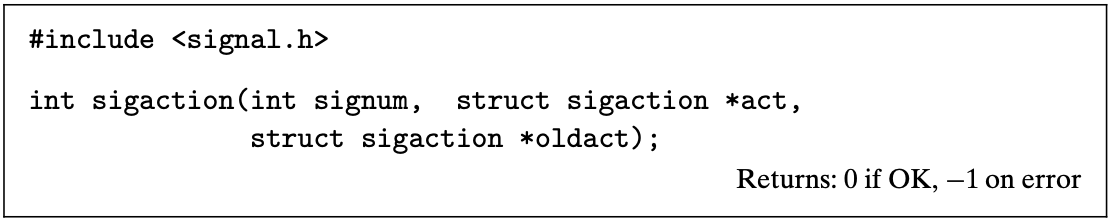 #include <signal.h>
int sigaction(int signum,  struct sigaction *act,
              struct sigaction *oldact);
Returns: 0 if OK, −1 on error